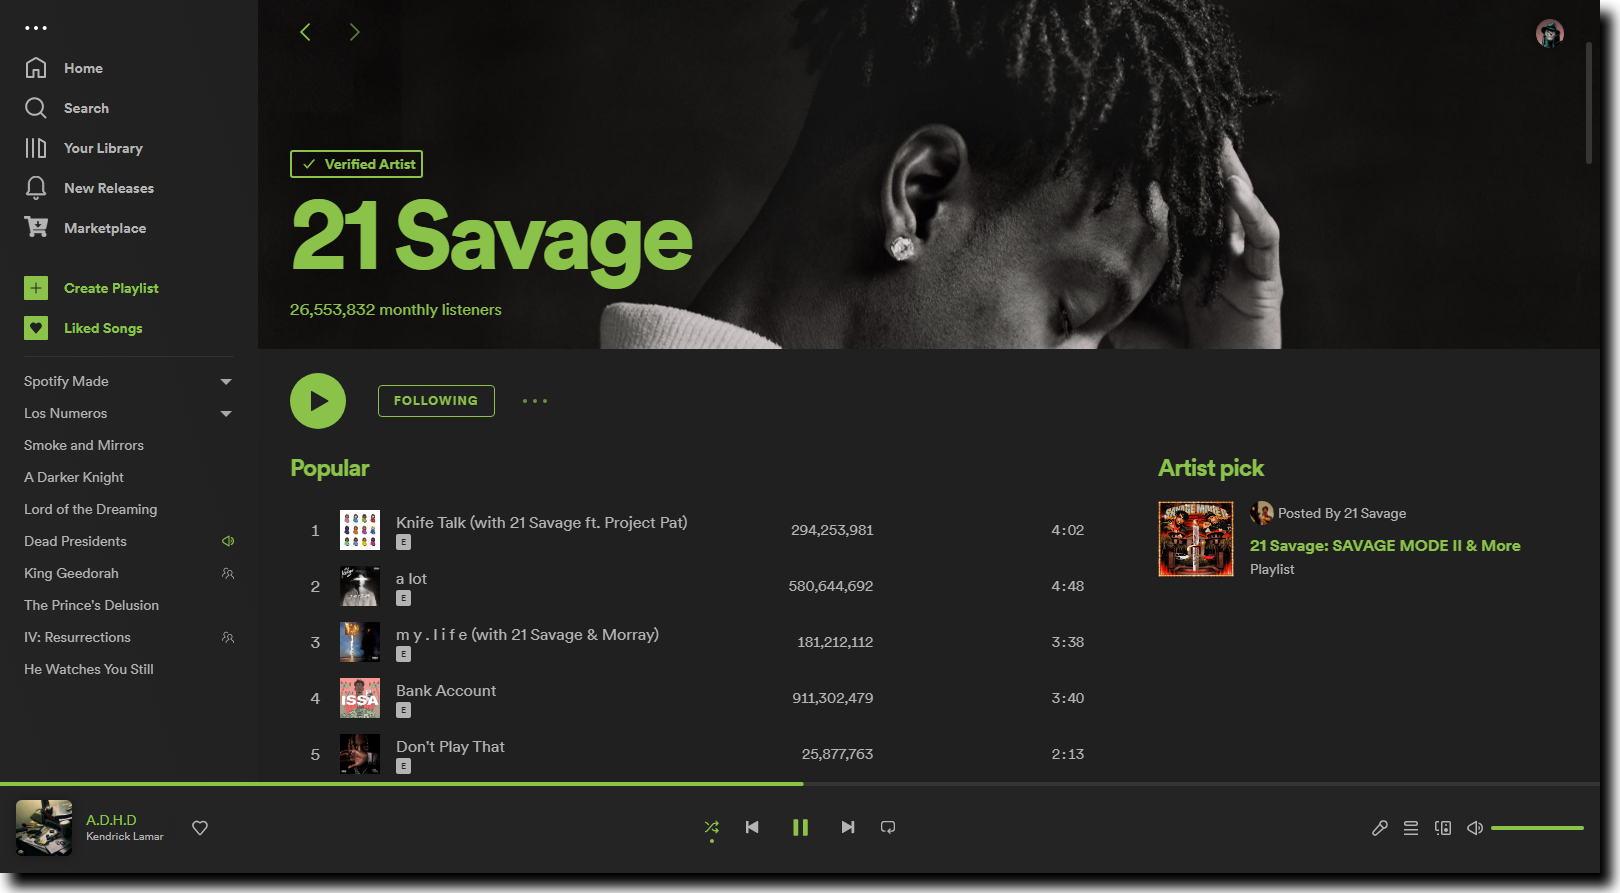 Home
Search
Your Library
New Releases
Marketplace
Create Playlist
Liked Songs
Spotify Made
Los Numeros
Smoke and Mirrors
A Darker Knight
Lord of the Dreaming
Dead Presidents
King Geedorah
The Prince's Delusion
IV: Resurrections
He Watches You Still
Verified Artist
21 Savage
26,553,832 monthly listeners
FOLLOWING
Popular
1 Knife Talk (with 21 Savage ft. Project Pat) 294,253,981 4:02
E
2 a lot 580,644,692 4:48
E
3 m y . l i f e (with 21 Savage & Morray) 181,212,112 3:38
E
ISSA
4 Bank Account 911,302,479 3:40
E
5 Don't Play That 25,877,763 2:13
E
Artist pick
SAVAGE MODE II
Posted By 21 Savage
21 Savage: SAVAGE MODE II & More
Playlist
A.D.H.D
Kendrick Lamar